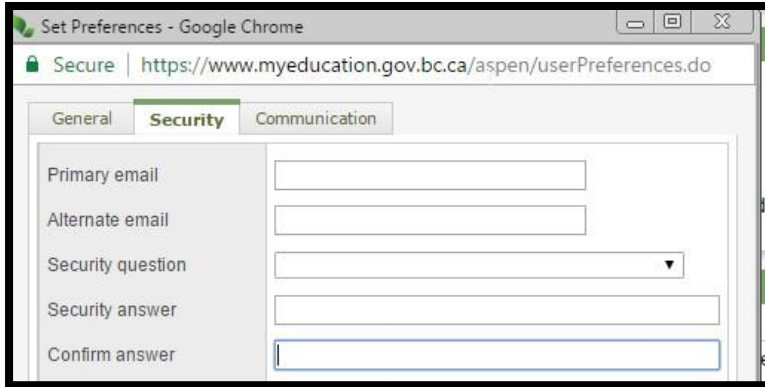 Set Preferences - Google Chrome
Secure | https://www.myeducation.gov.bc.ca/aspen/userPreferences.do
General Security Communication
Primary email
Alternate email
Security question
Security answer
Confirm answer